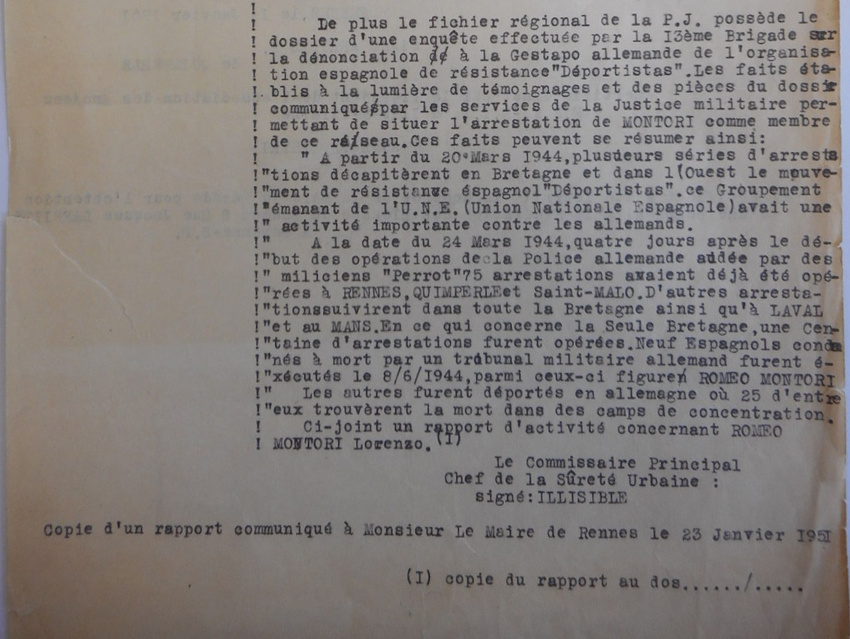 ! De plus le fichier régional de la P.J. possède le
! dossier d'une enquête effectuée par la I3ème Brigade sur
! la dénonciation à la Gestapo allemande de l'organisa-
! tion espagnole de résistance"Déportistas".Les faits éta-
! blis à la lumière de témoignages et des pièces du dossir
! communiqués par les services de la Justice militaire per-
! mettant de situer l'arrestation de MONTORI comme membre
! de ce réseau.Ces faits peuvent se résumer ainsi:
! " A partir du 20 Mars I944,plusieurs séries d'arresta
!"tions décapitèrent en Bretagne et dans l'Ouest le mouve-
!"ment de résistance éspagnol"Déportistas".ce Groupement
!"émanant de l'U.N.E.(Union Nationale Espagnole)avait une
!" activité importante contre les allemands.
!" A la date du 24 Mars I944,quatre jours après le dé-
!"but des opérations de la Police allemande aidée par des
!" miliciens "Perrot"75 arrestations avaient déjà été opé-
!"rées à RENNES,QUIMPERLEet Saint-MALO.D'autres arresta-
!"tionssuivirent dans toute la Bretagne ainsi qu'à LAVAL
!"et au MANS.En ce qui concerne la Seule Bretagne,une Cen-
!"taine d'arrestations furent opérées.Neuf Espagnols conda
!"nés à mort par un tribunal militaire allemand furent é-
!"xécutés le 8/6/I944,parmi ceux-ci figure ROMEO MONTORI
!" Les autres furent déportés en allemagne où 25 d'entre
!"eux trouvèrent la mort dans des camps de concentration.
! Ci-joint un rapport d'activité concernant ROMEO
! MONTORI Lorenzo.(I)
Le Commissaire Principal
Chef de la Sûreté Urbaine :
signé:ILLISIBLE
Copie d'un rapport communiqué à Monsieur Le Maire de Rennes le 23 Janvier I95I
(I) copie du rapport au dos....../.....